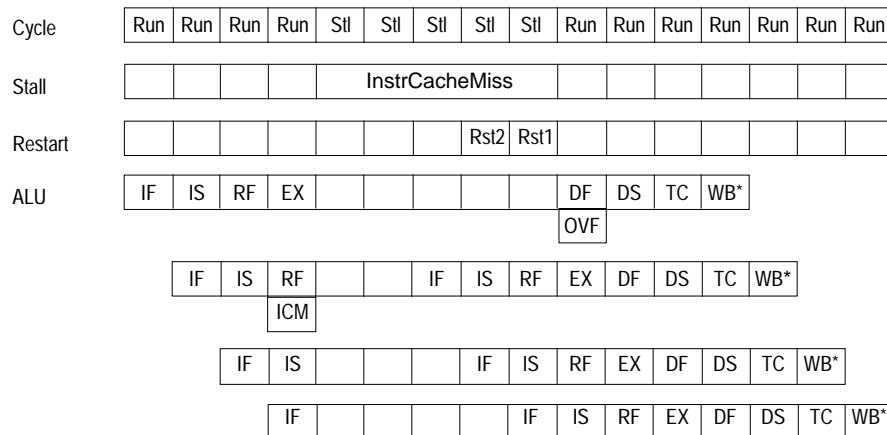 Cycle Run Run Run Run Stl Stl Stl Stl Stl Run Run Run Run Run Run Run
Stall InstrCacheMiss
Restart Rst2 Rst1
ALU IF IS RF EX DF DS TC WB*
OVF
IF IS RF IF IS RF EX DF DS TC WB*
ICM
IF IS IF IS RF EX DF DS TC WB*
IF IF IS RF EX DF DS TC WB*